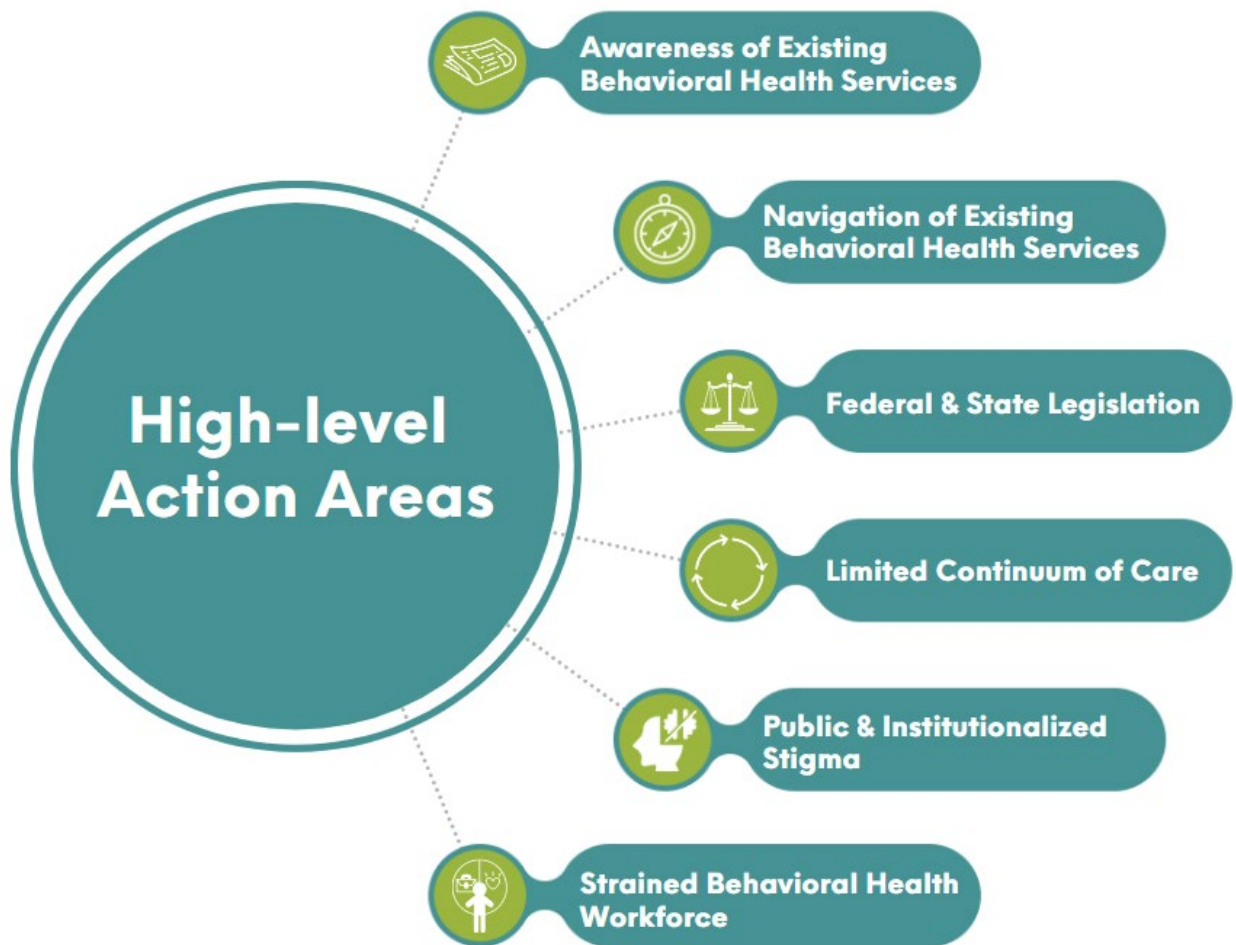 Awareness of Existing
Behavioral Health Services
Navigation of Existing
Behavioral Health Services
High-level
Action Areas
Federal & State Legislation
Limited Continuum of Care
Public & Institutionalized
Stigma
Strained Behavioral Health
Workforce